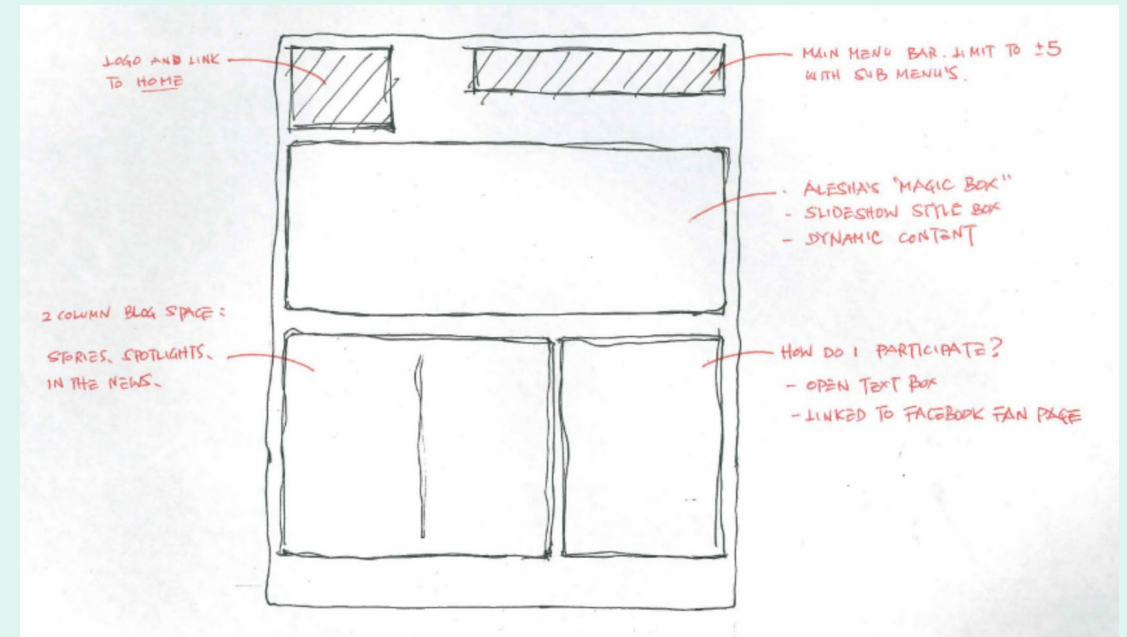 LOGO AND LINK
TO HOME
MAIN MENU BAR. LIMIT TO ±5
WITH SUB MENU'S.
- ALESHA'S "MAGIC BOX"
- SLIDESHOW STYLE BOX
- DYNAMIC CONTENT
2 COLUMN BLOG SPACE:
STORIES, SPOTLIGHTS,
IN THE NEWS.
HOW DO I PARTICIPATE?
- OPEN TEXT BOX
- LINKED TO FACEBOOK FAN PAGE